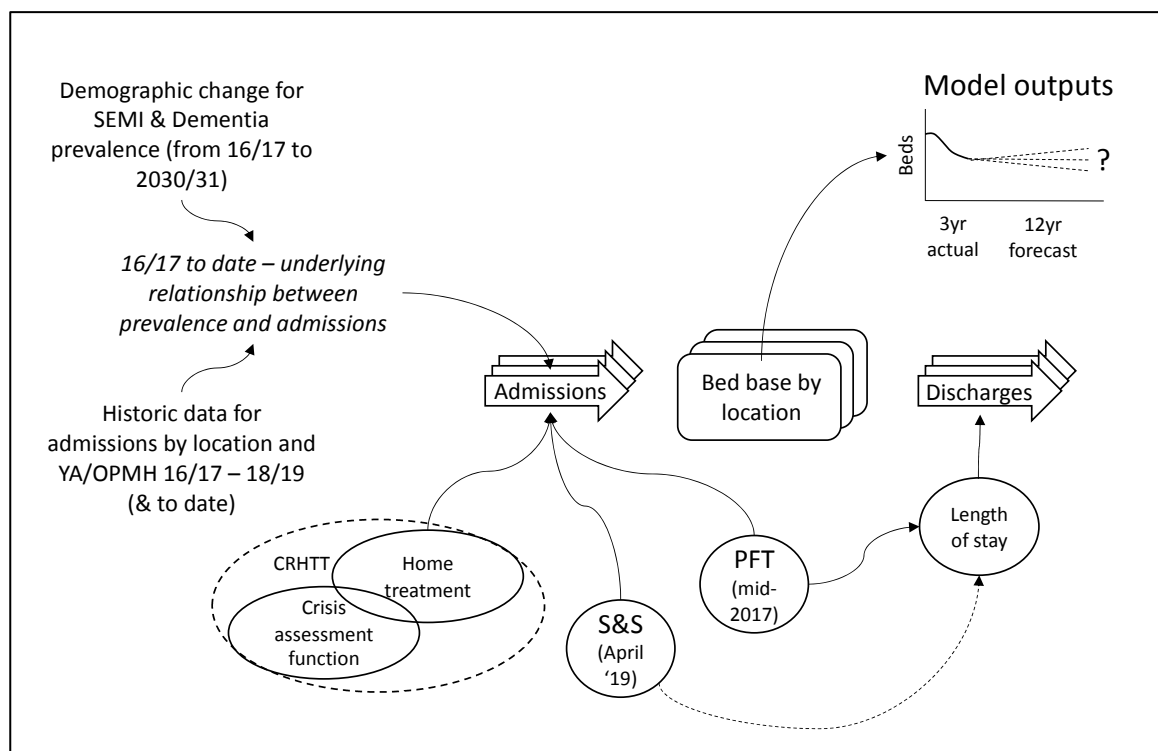 Demographic change for
SEMI & Dementia
prevalence (from 16/17 to
2030/31)
16/17 to date – underlying
relationship between
prevalence and admissions
Historic data for
admissions by location and
YA/OPMH 16/17 – 18/19
(& to date)
Model outputs
Beds
?
3yr
actual
12yr
forecast
Admissions
Bed base by
location
Discharges
CRHTT
Home
treatment
Crisis
assessment
function
S&S
(April
‘19)
PFT
(mid-
2017)
Length
of stay